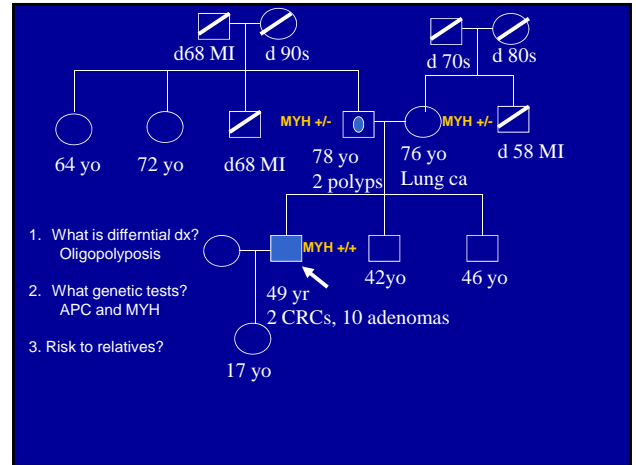 d68 MI
d 90s
d 70s
d 80s
64 yo
72 yo
d68 MI
MYH +/-
78 yo
2 polyps
MYH +/-
76 yo
Lung ca
d 58 MI
1. What is differntial dx?
Oligopolyposis
2. What genetic tests?
APC and MYH
3. Risk to relatives?
MYH +/+
49 yr
2 CRCs, 10 adenomas
42yo
46 yo
17 yo